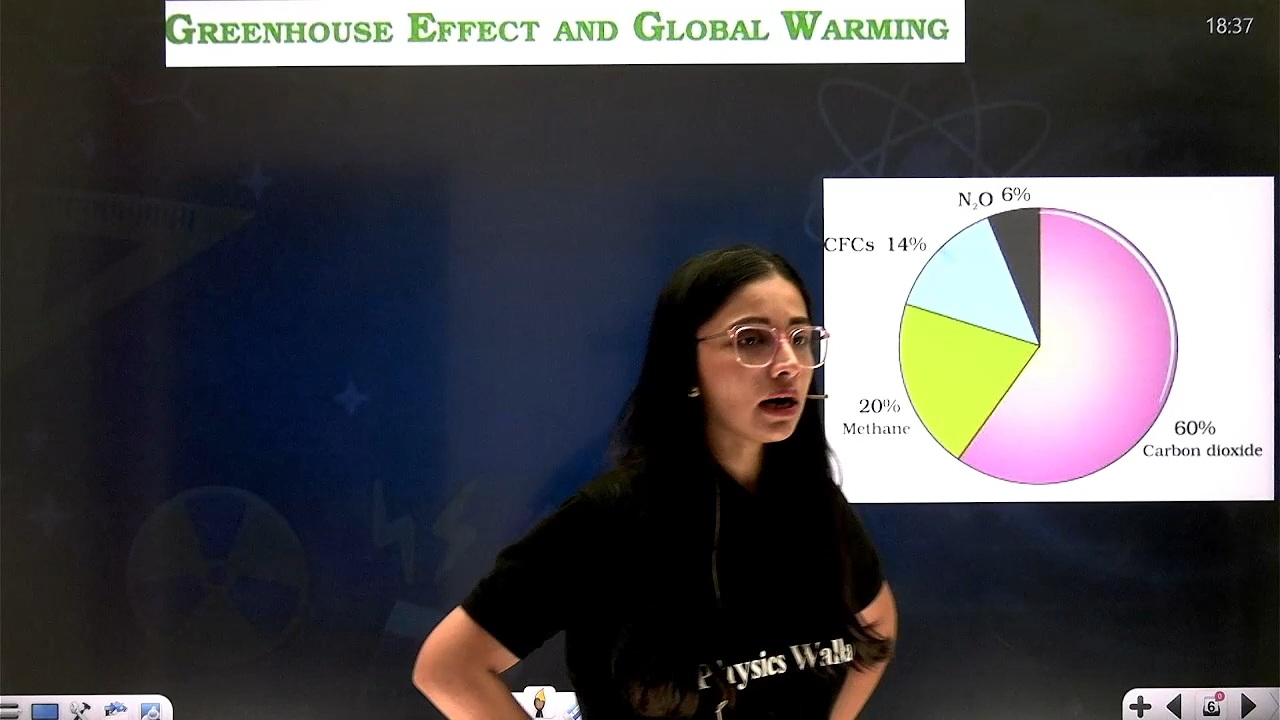 GREENHOUSE EFFECT AND GLOBAL WARMING
18:37
N₂O 6%
CFCs 14%
20%
Methane
60%
Carbon dioxide
Physics Walla
6
0